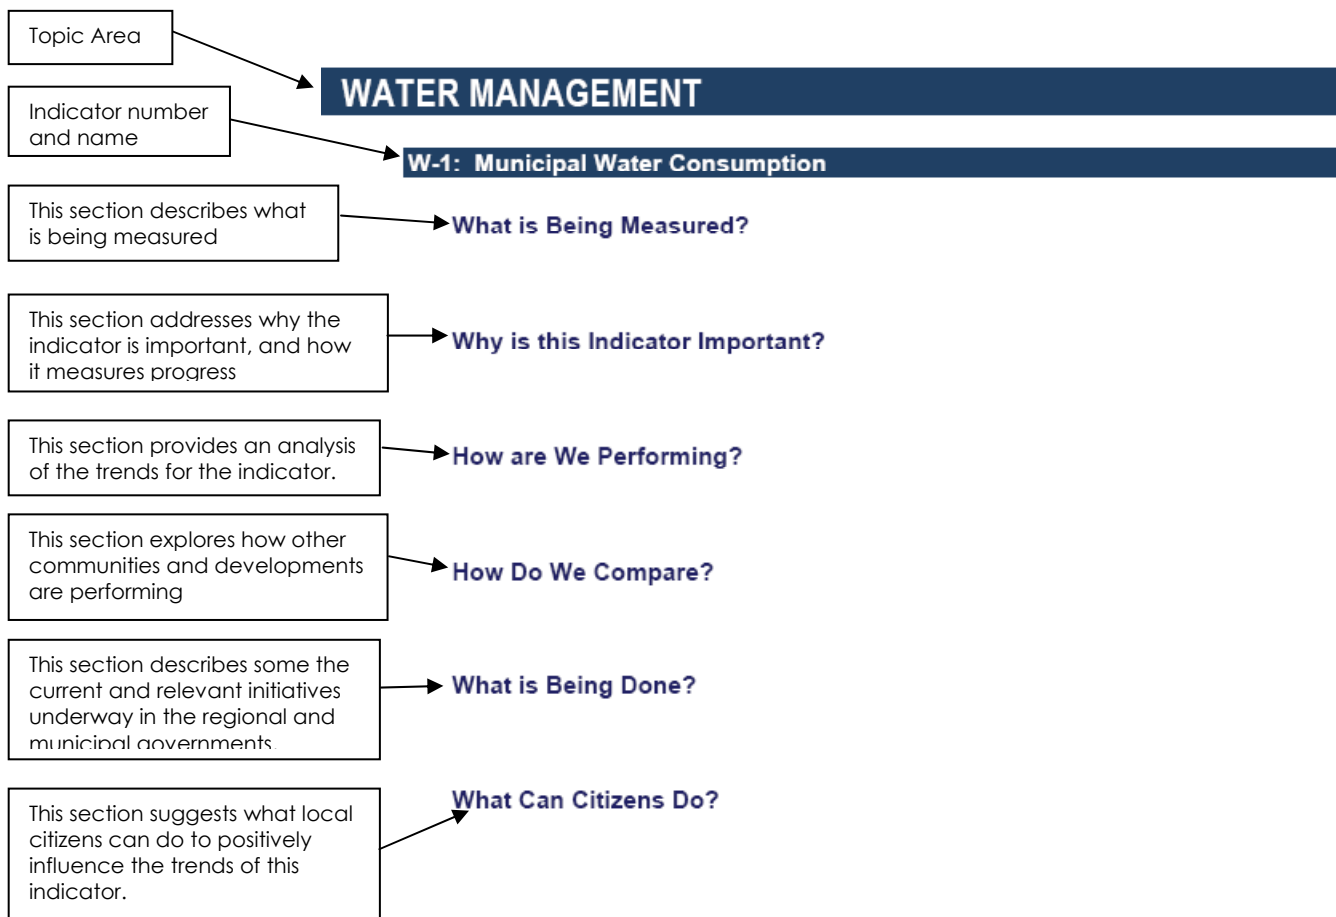 Topic Area
WATER MANAGEMENT
Indicator number
and name
W-1: Municipal Water Consumption
This section describes what
is being measured
What is Being Measured?
This section addresses why the
indicator is important, and how
it measures progress
Why is this Indicator Important?
This section provides an analysis
of the trends for the indicator.
How are We Performing?
This section explores how other
communities and developments
are performing
How Do We Compare?
This section describes some the
current and relevant initiatives
underway in the regional and
municipal governments.
What is Being Done?
This section suggests what local
citizens can do to positively
influence the trends of this
indicator.
What Can Citizens Do?